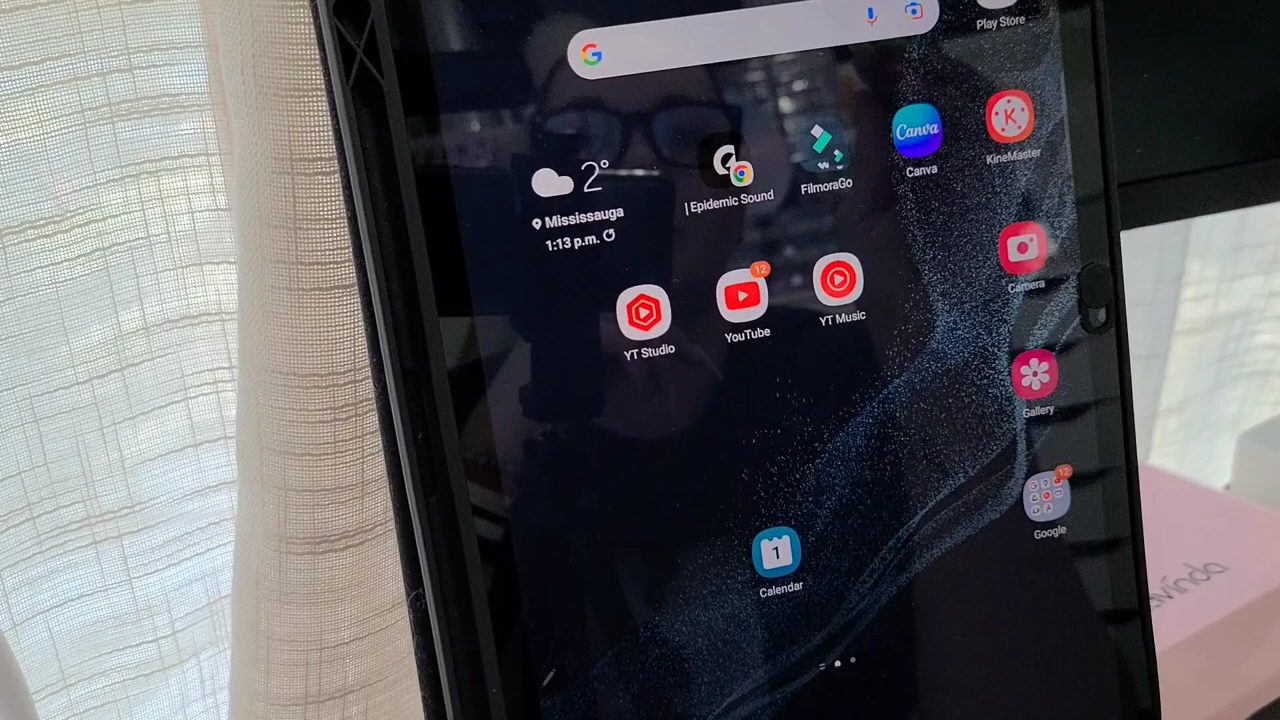 Play Store
2°
Mississauga
1:13 p.m.
| Epidemic Sound
FilmoraGo
Canva
Canva
K
KineMaster
12
YT Studio
YouTube
YT Music
Camera
Gallery
12
Google
1
Calendar